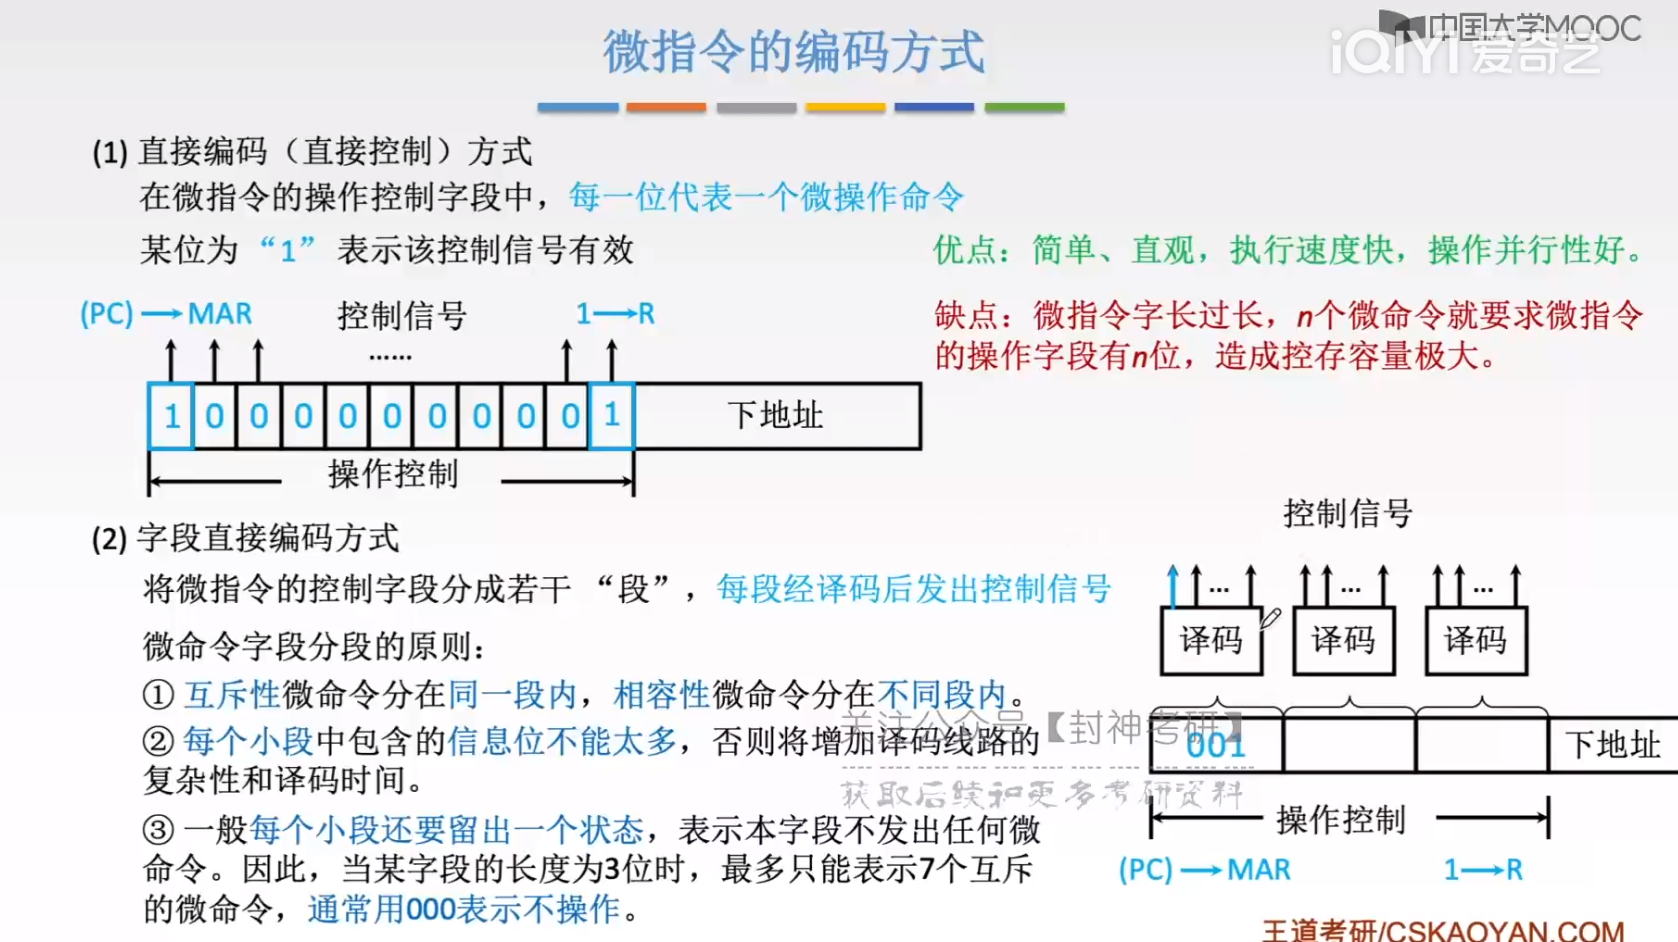 中国大学MOOC
iQIYI 爱奇艺
微指令的编码方式
(1) 直接编码（直接控制）方式
在微指令的操作控制字段中，每一位代表一个微操作命令
某位为“1”表示该控制信号有效
优点：简单、直观，执行速度快，操作并行性好。
缺点：微指令字长过长，n个微命令就要求微指令
的操作字段有n位，造成控存容量极大。
(PC)→MAR 控制信号 1→R
……
1 0 0 0 0 0 0 0 0 0 1 下地址
操作控制
(2) 字段直接编码方式
将微指令的控制字段分成若干“段”，每段经译码后发出控制信号
微命令字段分段的原则：
① 互斥性微命令分在同一段内，相容性微命令分在不同段内。
② 每个小段中包含的信息位不能太多，否则将增加译码线路的
复杂性和译码时间。
③ 一般每个小段还要留出一个状态，表示本字段不发出任何微
命令。因此，当某字段的长度为3位时，最多只能表示7个互斥
的微命令，通常用000表示不操作。
控制信号
… … …
译码 译码 译码
001 下地址
操作控制
(PC)→MAR 1→R
关注公众号【封神考研】
获取后续和更多考研资料
王道考研/CSKAOYAN.COM